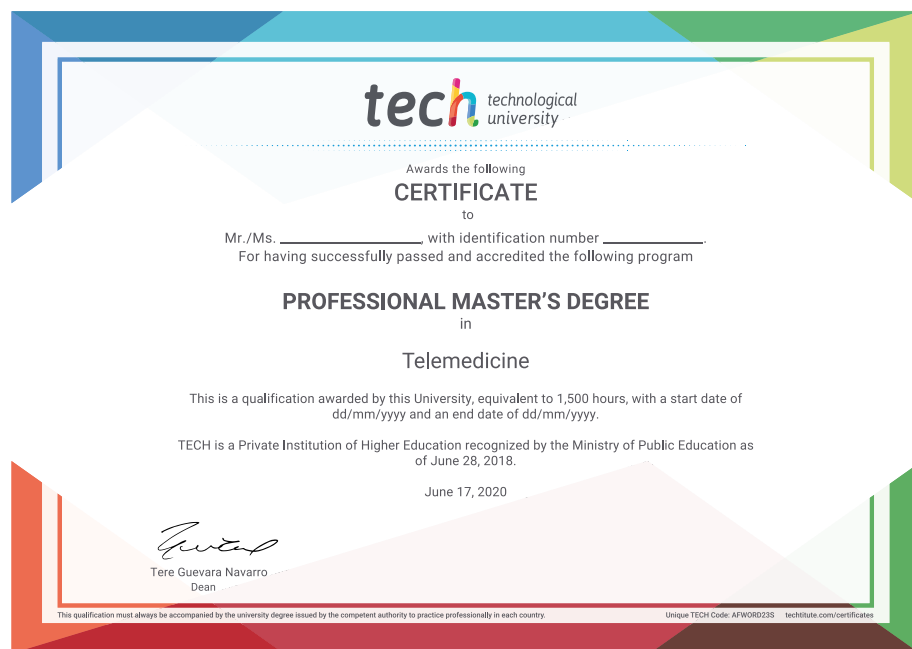 tech technological
university
Awards the following
CERTIFICATE
to
Mr./Ms. ____________________, with identification number ______________.
For having successfully passed and accredited the following program
PROFESSIONAL MASTER'S DEGREE
in
Telemedicine
This is a qualification awarded by this University, equivalent to 1,500 hours, with a start date of
dd/mm/yyyy and an end date of dd/mm/yyyy.
TECH is a Private Institution of Higher Education recognized by the Ministry of Public Education as
of June 28, 2018.
June 17, 2020
Tere Guevara Navarro
Dean
This qualification must always be accompanied by the university degree issued by the competent authority to practice professionally in each country.
Unique TECH Code: AFWORD23S techtitute.com/certificates